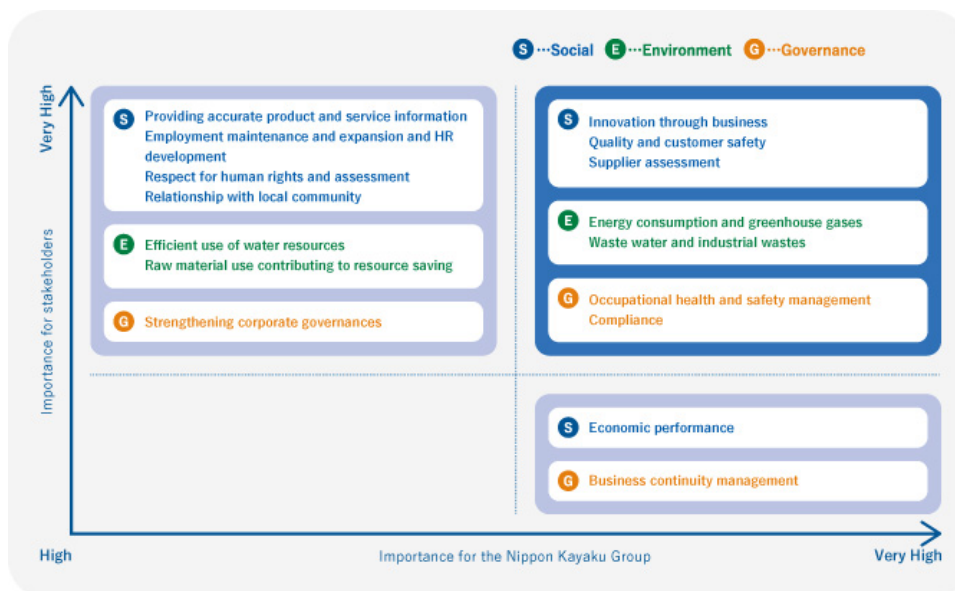 S···Social E···Environment G···Governance
Very High
Importance for stakeholders
S
Providing accurate product and service information
Employment maintenance and expansion and HR
development
Respect for human rights and assessment
Relationship with local community
E
Efficient use of water resources
Raw material use contributing to resource saving
G
Strengthening corporate governances
S
Innovation through business
Quality and customer safety
Supplier assessment
E
Energy consumption and greenhouse gases
Waste water and industrial wastes
G
Occupational health and safety management
Compliance
S
Economic performance
G
Business continuity management
High
Importance for the Nippon Kayaku Group
Very High